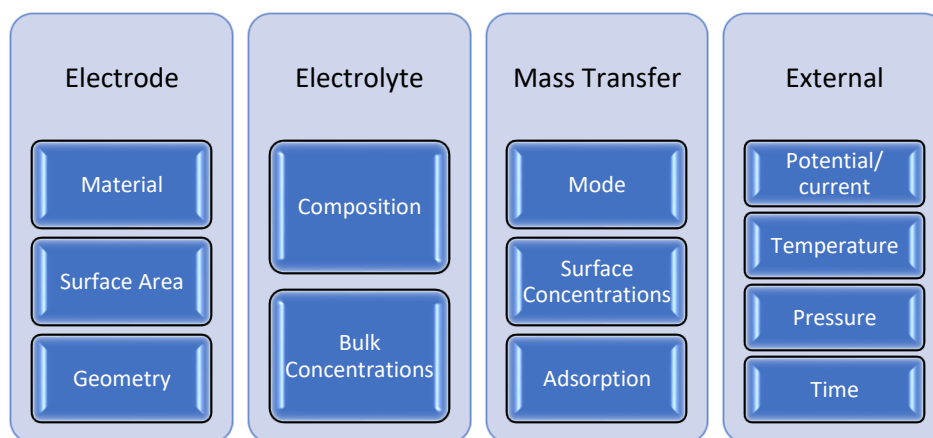 Electrode
Material
Surface Area
Geometry
Electrolyte
Composition
Bulk
Concentrations
Mass Transfer
Mode
Surface
Concentrations
Adsorption
External
Potential/
current
Temperature
Pressure
Time